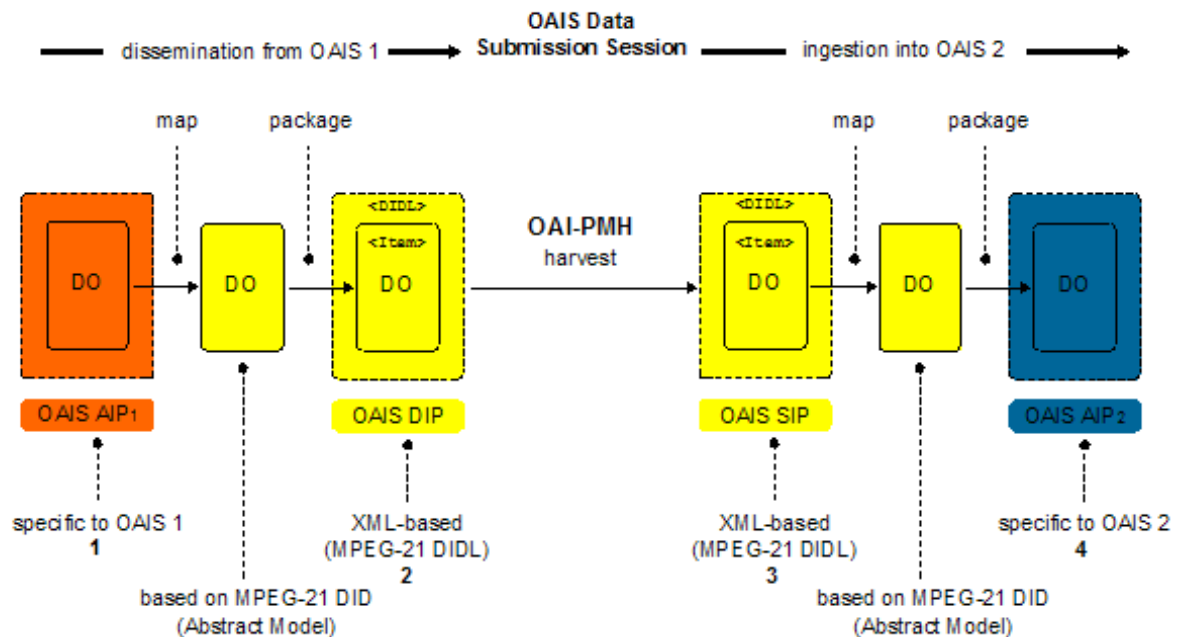 OAIS Data
Submission Session
dissemination from OAIS 1
ingestion into OAIS 2
map
package
map
package
<DIDL>
<Item>
DO
DO
DO
OAI-PMH
harvest
<DIDL>
<Item>
DO
DO
DO
OAIS AIP1
OAIS DIP
OAIS SIP
OAIS AIP2
specific to OAIS 1
1
XML-based
(MPEG-21 DIDL)
2
XML-based
(MPEG-21 DIDL)
3
specific to OAIS 2
4
based on MPEG-21 DID
(Abstract Model)
based on MPEG-21 DID
(Abstract Model)